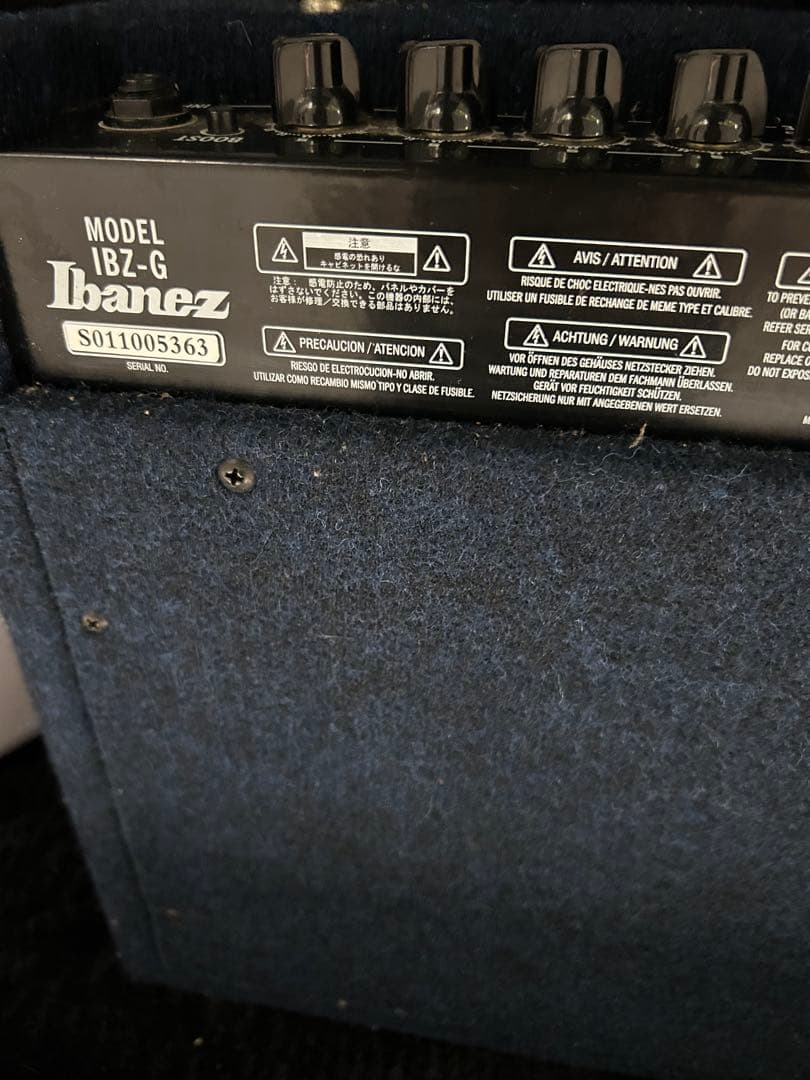 BOOST
MODEL
IBZ-G
Ibanez
S011005363
SERIAL NO.
注意
感電の恐れあり
キャビネットを開けるな
注意： 感電防止のため、パネルやカバーを
はずさないでください。この機器の内部には、
お客様が修理／交換できる部品はありません。
PRECAUCION / ATENCION
RIESGO DE ELECTROCUCION-NO ABRIR.
UTILIZAR COMO RECAMBIO MISMO TIPO Y CLASE DE FUSIBLE.
AVIS / ATTENTION
RISQUE DE CHOC ELECTRIQUE-NES PAS OUVRIR.
UTILISER UN FUSIBLE DE RECHANGE DE MEME TYPE ET CALIBRE.
ACHTUNG / WARNUNG
VOR ÖFFNEN DES GEHÄUSES NETZSTECKER ZIEHEN.
WARTUNG UND REPARATUREN DEM FACHMANN ÜBERLASSEN.
GERÄT VOR FEUCHTIGKEIT SCHÜTZEN.
NETZSICHERUNG NUR MIT ANGEGEBENEN WERT ERSETZEN.
TO PREVE
(OR BA
REFER SE
FOR C
REPLACE O
DO NOT EXPOS
M